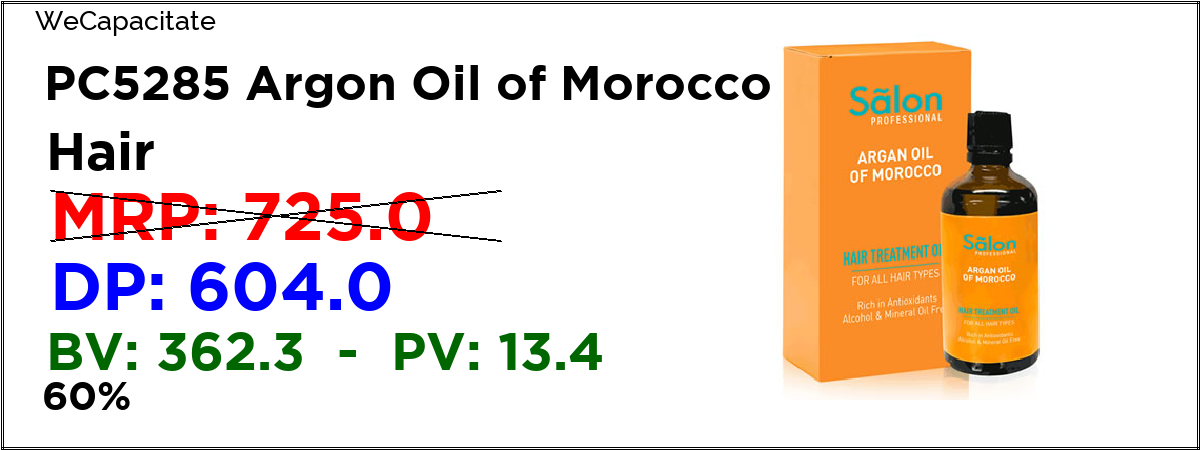 WeCapacitate
PC5285 Argon Oil of Morocco
Hair
MRP: 725.0
DP: 604.0
BV: 362.3 - PV: 13.4
60%
Sãlon
PROFESSIONAL
ARGAN OIL
OF MOROCCO
HAIR TREATMENT
FOR ALL HAIR TYPES
Rich in Antioxidants
Alcohol & Mineral Oil
Sãlon
PROFESSIONAL
ARGAN OIL
OF MOROCCO
HAIR TREATMENT OIL
FOR ALL HAIR TYPES
Rich in Antioxidants
Alcohol & Mineral Oil Free